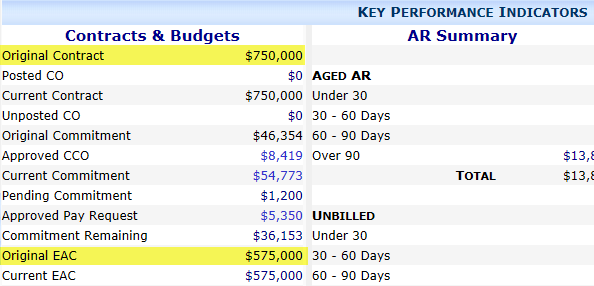 KEY PERFORMANCE INDICATORS
Contracts & Budgets AR Summary
Original Contract $750,000
Posted CO $0 AGED AR
Current Contract $750,000 Under 30
Unposted CO $0 30 - 60 Days
Original Commitment $46,354 60 - 90 Days
Approved CCO $8,419 Over 90 $13,8
Current Commitment $54,773 TOTAL $13,8
Pending Commitment $1,200
Approved Pay Request $5,350 UNBILLED
Commitment Remaining $36,153 Under 30
Original EAC $575,000 30 - 60 Days
Current EAC $575,000 60 - 90 Days